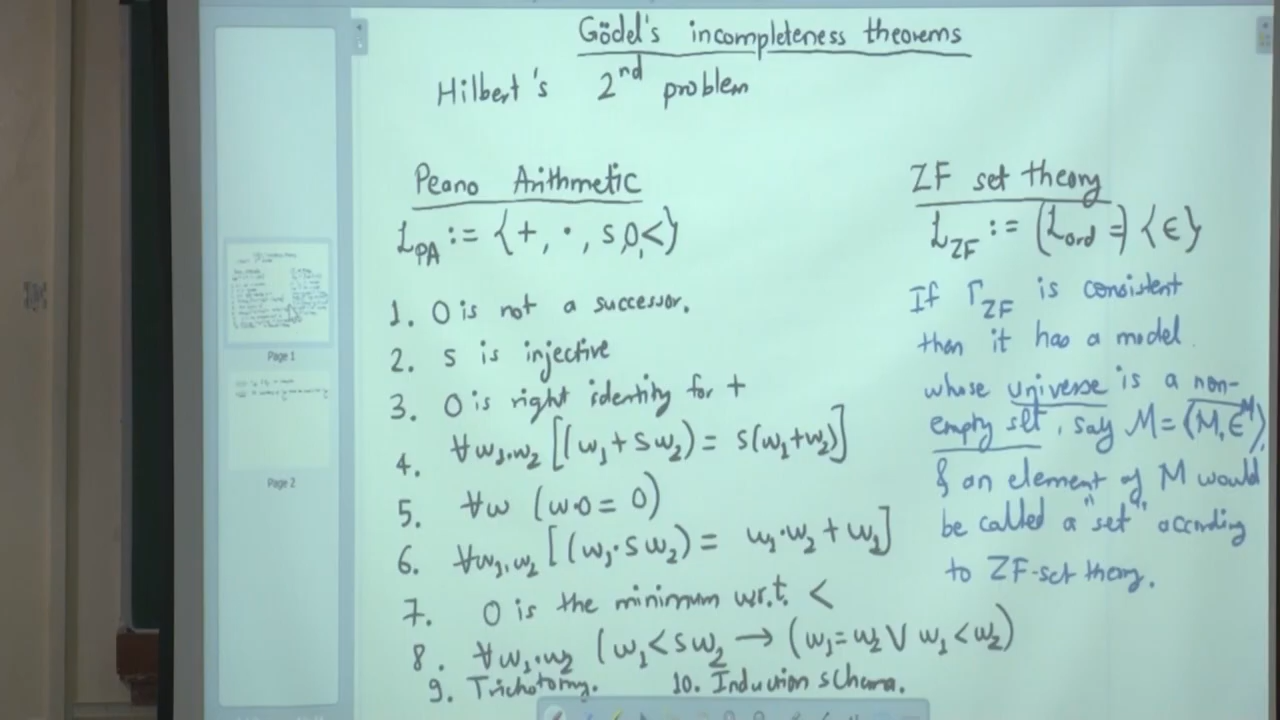 Gödel's incompleteness theorems
Hilbert's 2nd problem
Peano Arithmetic
L_PA := {+, ·, s, 0, <}
1. 0 is not a successor.
2. s is injective
3. 0 is right identity for +
4. ∀w₁,w₂ [(w₁ + sw₂) = s(w₁+w₂)]
5. ∀w (w·0 = 0)
6. ∀w₁,w₂ [(w₁·sw₂) = w₁·w₂ + w₁]
7. 0 is the minimum w.r.t. <
8. ∀w₁,w₂ (w₁ < sw₂ → (w₁ = w₂ ∨ w₁ < w₂)
9. Trichotomy. 10. Induction schema.
ZF set theory
L_ZF := (L_ord =) {∈}
If Γ_ZF is consistent
then it has a model.
whose universe is a non-
empty set, say M = (M, ∈^M)
& an element of M would
be called a "set" according
to ZF-set theory.
Page 1
Page 2